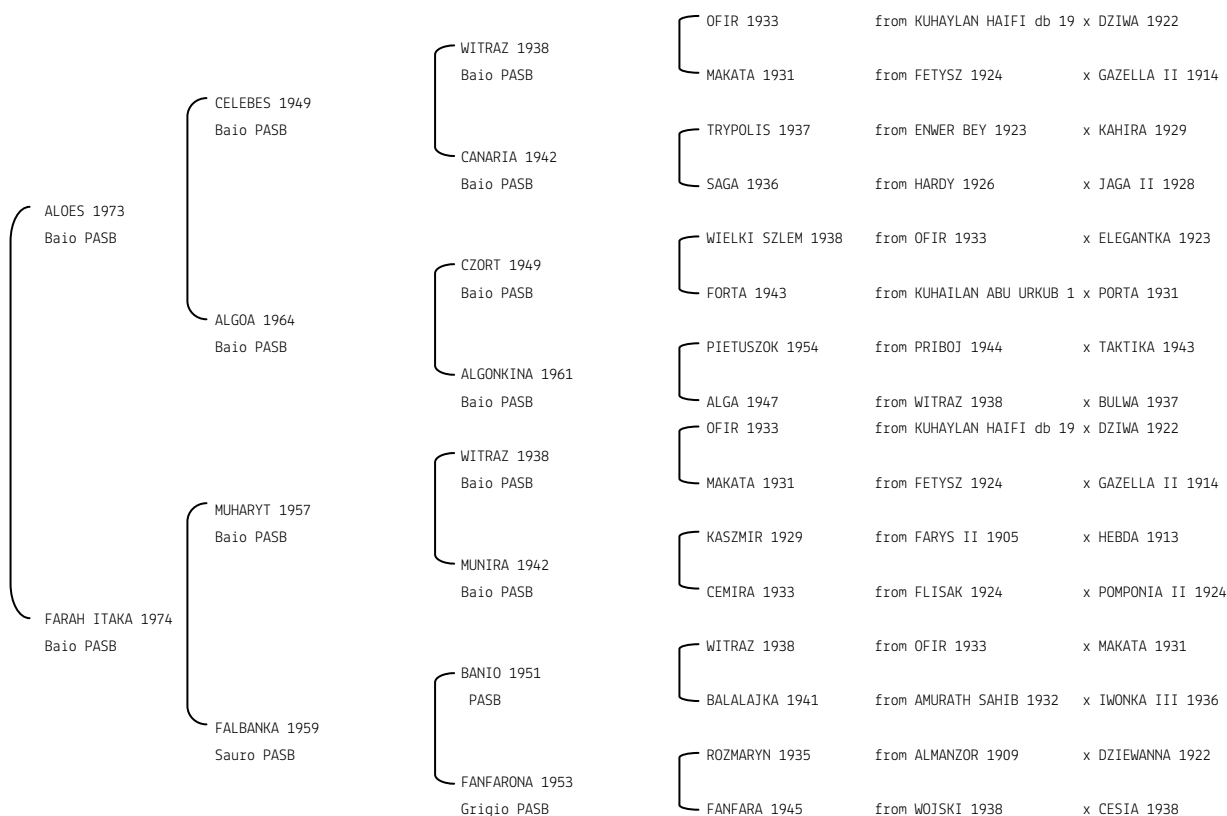 OFIR 1933 from KUHAYLAN HAIFI db 19 x DZIWA 1922
WITRAZ 1938
Baio PASB MAKATA 1931 from FETYSZ 1924 x GAZELLA II 1914
CELEBES 1949
Baio PASB TRYPOLIS 1937 from ENWER BEY 1923 x KAHIRA 1929
CANARIA 1942
Baio PASB SAGA 1936 from HARDY 1926 x JAGA II 1928
ALOES 1973
Baio PASB WIELKI SZLEM 1938 from OFIR 1933 x ELEGANTKA 1923
CZORT 1949
Baio PASB FORTA 1943 from KUHAILAN ABU URKUB 1 x PORTA 1931
ALGOA 1964
Baio PASB PIETUSZOK 1954 from PRIBOJ 1944 x TAKTIKA 1943
ALGONKINA 1961
Baio PASB ALGA 1947 from WITRAZ 1938 x BULWA 1937
OFIR 1933 from KUHAYLAN HAIFI db 19 x DZIWA 1922
WITRAZ 1938
Baio PASB MAKATA 1931 from FETYSZ 1924 x GAZELLA II 1914
MUHARYT 1957
Baio PASB KASZMIR 1929 from FARYS II 1905 x HEBDA 1913
MUNIRA 1942
Baio PASB CEMIRA 1933 from FLISAK 1924 x POMPONIA II 1924
FARAH ITAKA 1974
Baio PASB WITRAZ 1938 from OFIR 1933 x MAKATA 1931
BANIO 1951
PASB BALALAJKA 1941 from AMURATH SAHIB 1932 x IWONKA III 1936
FALBANKA 1959
Sauro PASB ROZMARYN 1935 from ALMANZOR 1909 x DZIEWANNA 1922
FANFARONA 1953
Grigio PASB FANFARA 1945 from WOJSKI 1938 x CESIA 1938